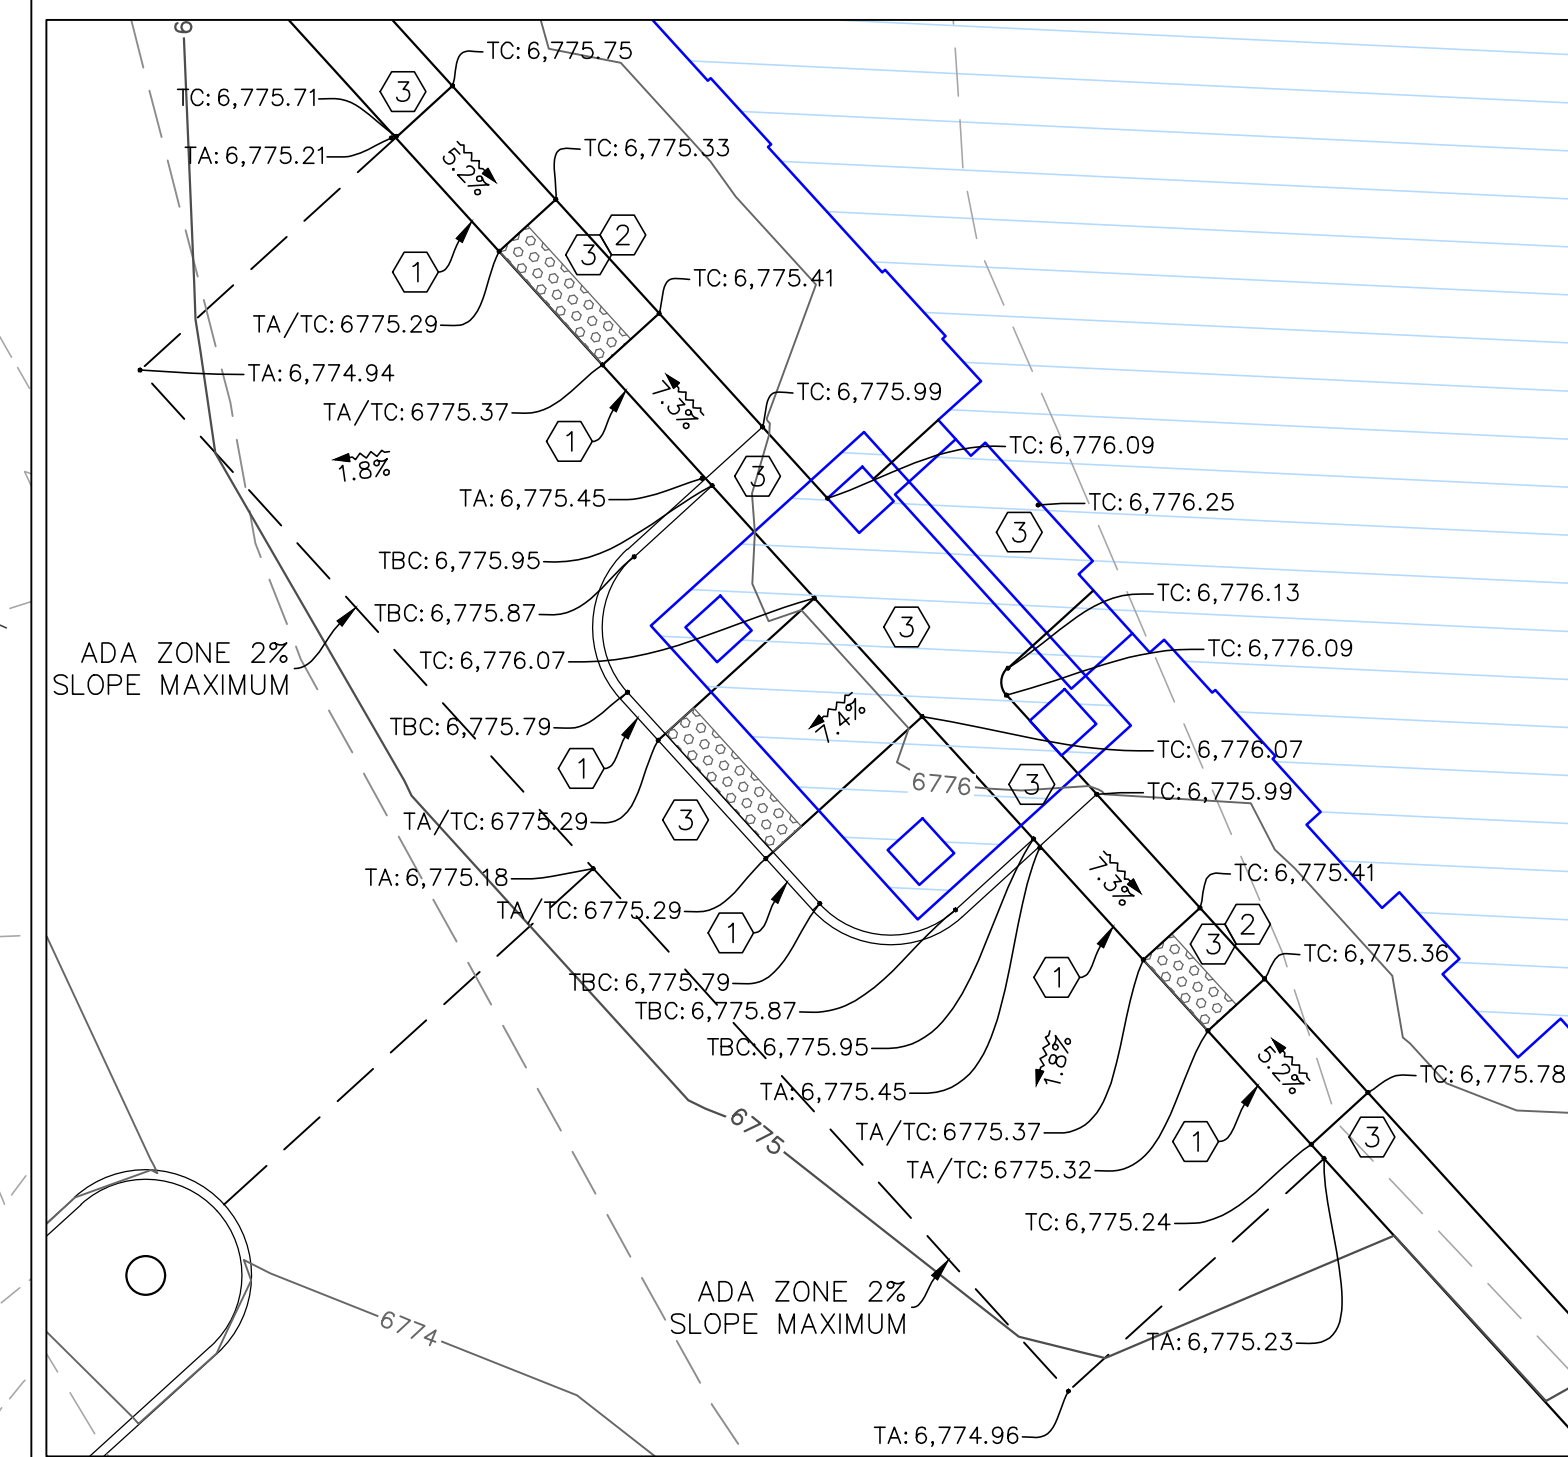 TC: 6,775.75
3
TC: 6,775.71
TA: 6,775.21
5.2%
TC: 6,775.33
2
3
1
TC: 6,775.41
TA/TC: 6775.29
TA: 6,774.94
7.3%
TC: 6,775.99
TA/TC: 6775.37
1
1.8%
TC: 6,776.09
3
TA: 6,775.45
TC: 6,776.25
3
TBC: 6,775.95
TC: 6,776.13
TBC: 6,775.87
3
ADA ZONE 2%
SLOPE MAXIMUM
TC: 6,776.07
TC: 6,776.09
7.4%
TBC: 6,775.79
TC: 6,776.07
1
6776
3
TC: 6,775.99
TA/TC: 6775.29
3
TA: 6,775.18
7.3%
TC: 6,775.41
TA/TC: 6775.29
1
2
3
TC: 6,775.36
TBC: 6,775.79
1
TBC: 6,775.87
TBC: 6,775.95
1.8%
5.2%
TC: 6,775.78
TA: 6,775.45
6775
TA/TC: 6775.37
1
3
TA/TC: 6775.32
TC: 6,775.24
ADA ZONE 2%
SLOPE MAXIMUM
6774
TA: 6,775.23
TA: 6,774.96